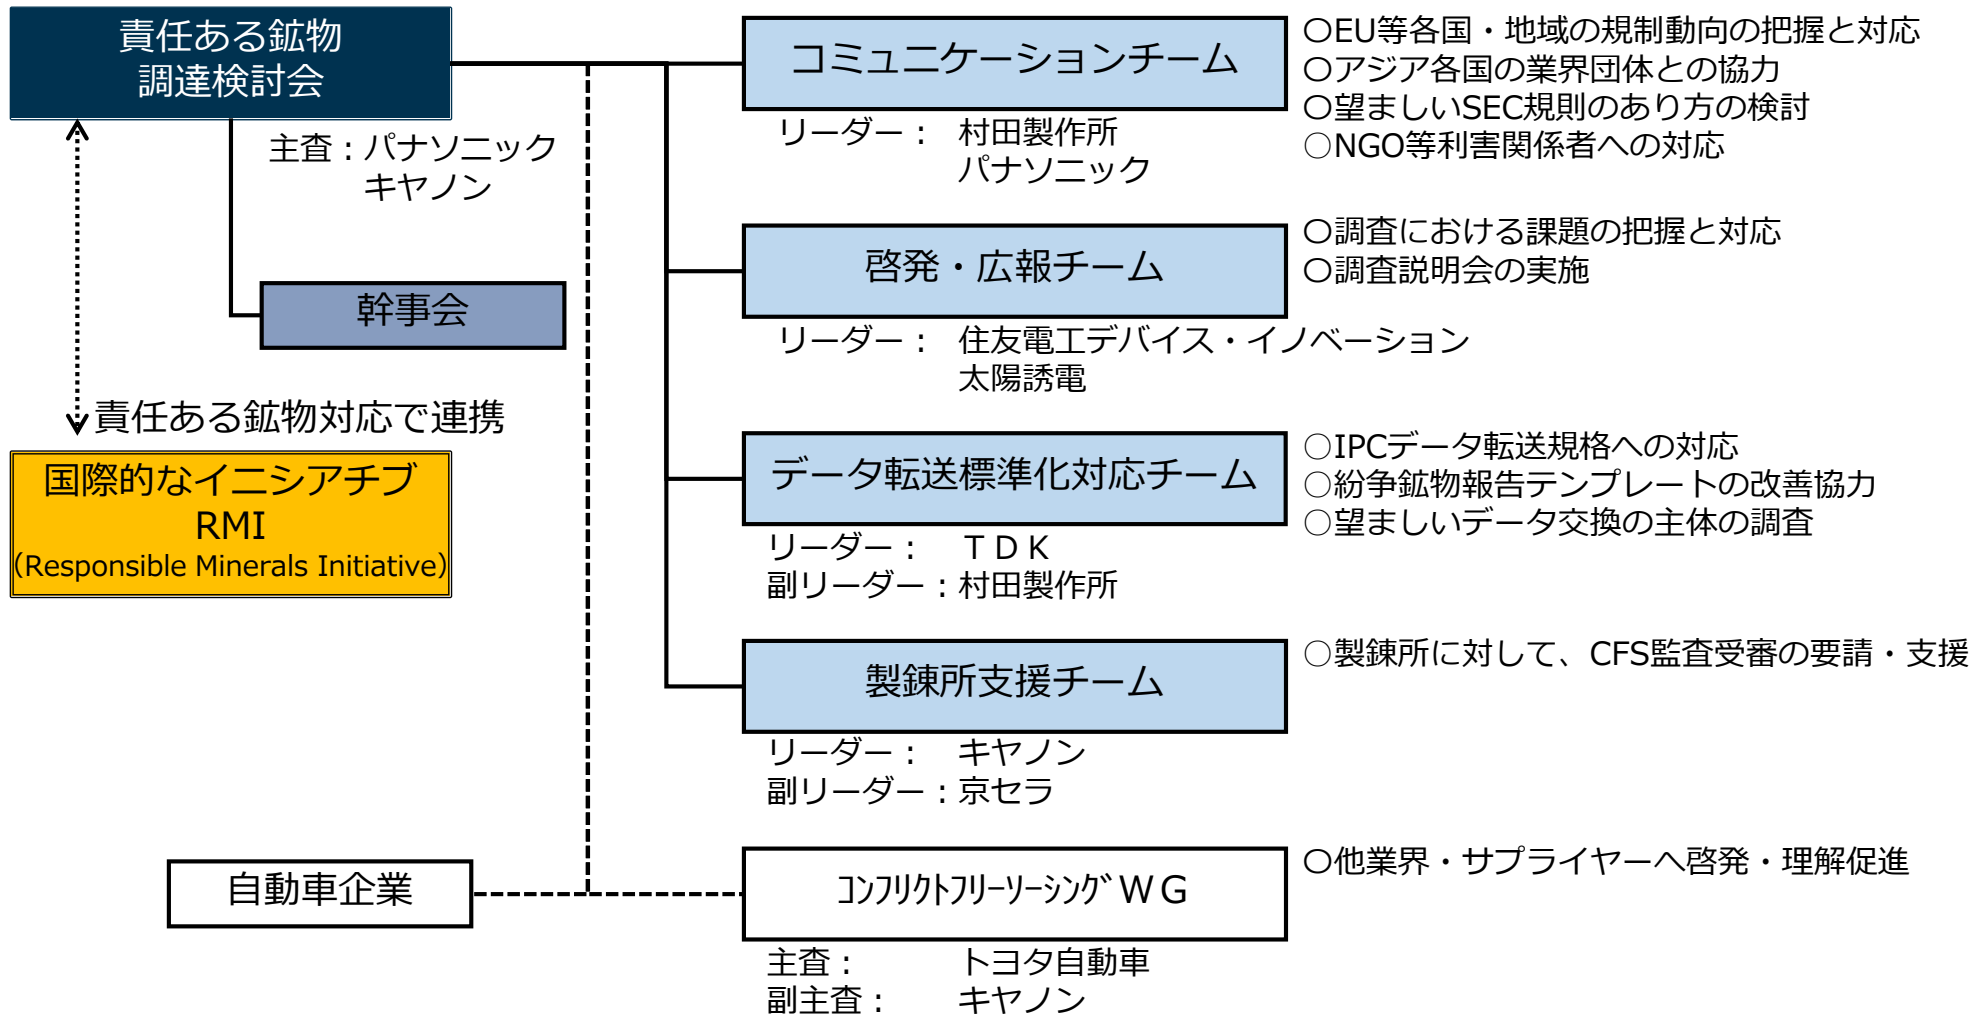 責任ある鉱物
調達検討会
主査：パナソニック
キヤノン
幹事会
責任ある鉱物対応で連携
国際的なイニシアチブ
RMI
（Responsible Minerals Initiative）
自動車企業
コミュニケーションチーム
リーダー： 村田製作所
パナソニック
〇EU等各国・地域の規制動向の把握と対応
〇アジア各国の業界団体との協力
〇望ましいSEC規則のあり方の検討
○NGO等利害関係者への対応
啓発・広報チーム
リーダー： 住友電工デバイス・イノベーション
太陽誘電
〇調査における課題の把握と対応
〇調査説明会の実施
データ転送標準化対応チーム
リーダー： ＴＤＫ
副リーダー：村田製作所
○IPCデータ転送規格への対応
○紛争鉱物報告テンプレートの改善協力
○望ましいデータ交換の主体の調査
製錬所支援チーム
リーダー： キヤノン
副リーダー：京セラ
○製錬所に対して、CFS監査受審の要請・支援
ｺﾝﾌﾘｸﾄﾌﾘｰｿｰｼﾝｸﾞＷＧ
主査： トヨタ自動車
副主査： キヤノン
〇他業界・サプライヤーへ啓発・理解促進